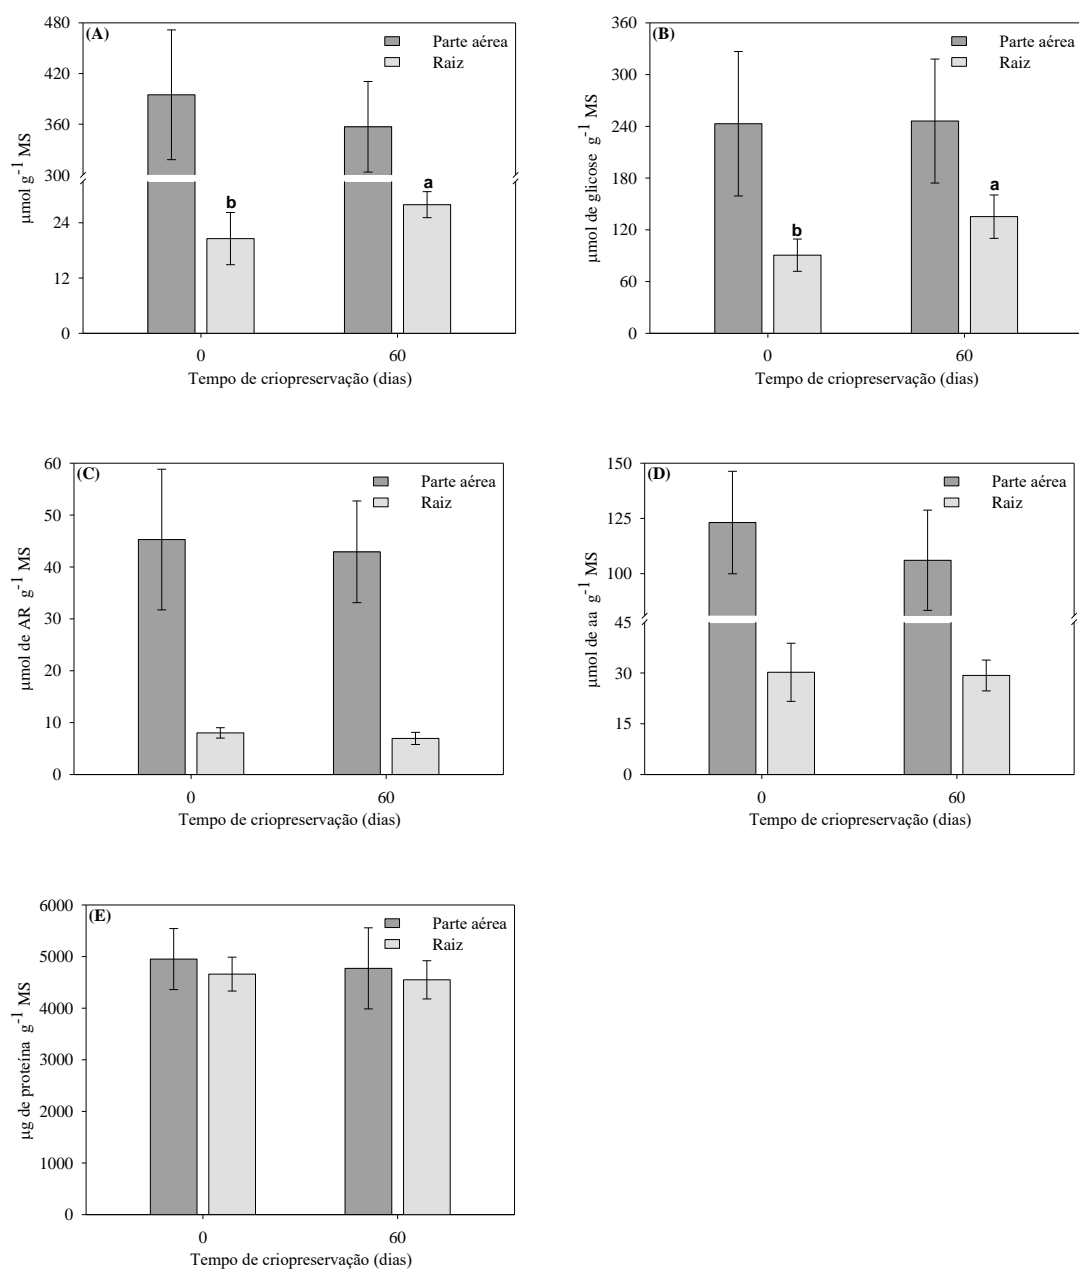 (A)
Parte aérea
Raiz
µmol g⁻¹ MS
480
420
360
300
24
12
0
b
a
0
60
Tempo de criopreservação (dias)
(B)
Parte aérea
Raiz
µmol de glicose g⁻¹ MS
360
300
240
180
120
60
0
b
a
0
60
Tempo de criopreservação (dias)
(C)
Parte aérea
Raiz
µmol de AR g⁻¹ MS
60
50
40
30
20
10
0
0
60
Tempo de criopreservação (dias)
(D)
Parte aérea
Raiz
µmol de aa g⁻¹ MS
150
125
100
45
30
15
0
0
60
Tempo de criopreservação (dias)
(E)
Parte aérea
Raiz
µg de proteína g⁻¹ MS
6000
5000
4000
3000
2000
1000
0
0
60
Tempo de criopreservação (dias)